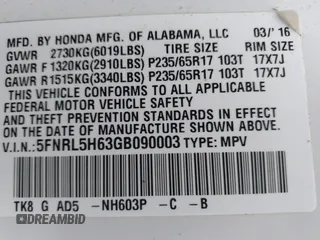 MFD. BY HONDA MFG. OF ALABAMA, LLC 03/'16
GVWR 2730KG(6019LBS) TIRE SIZE RIM SIZE
GAWR F 1320KG(2910LBS) P235/65R17 103T 17X7J
GAWR R 1515KG(3340LBS) P235/65R17 103T 17X7J
THIS VEHICLE CONFORMS TO ALL APPLICABLE
FEDERAL MOTOR VEHICLE SAFETY AND
THEFT PREVENTION STANDARDS IN EFFECT ON
THE DATE OF MANUFACTURE SHOWN ABOVE.
V.I.N.: 5FNRL5H63GB090003 TYPE: MPV
TK8 G AD5 -NH603P -C -B
DREAMBID